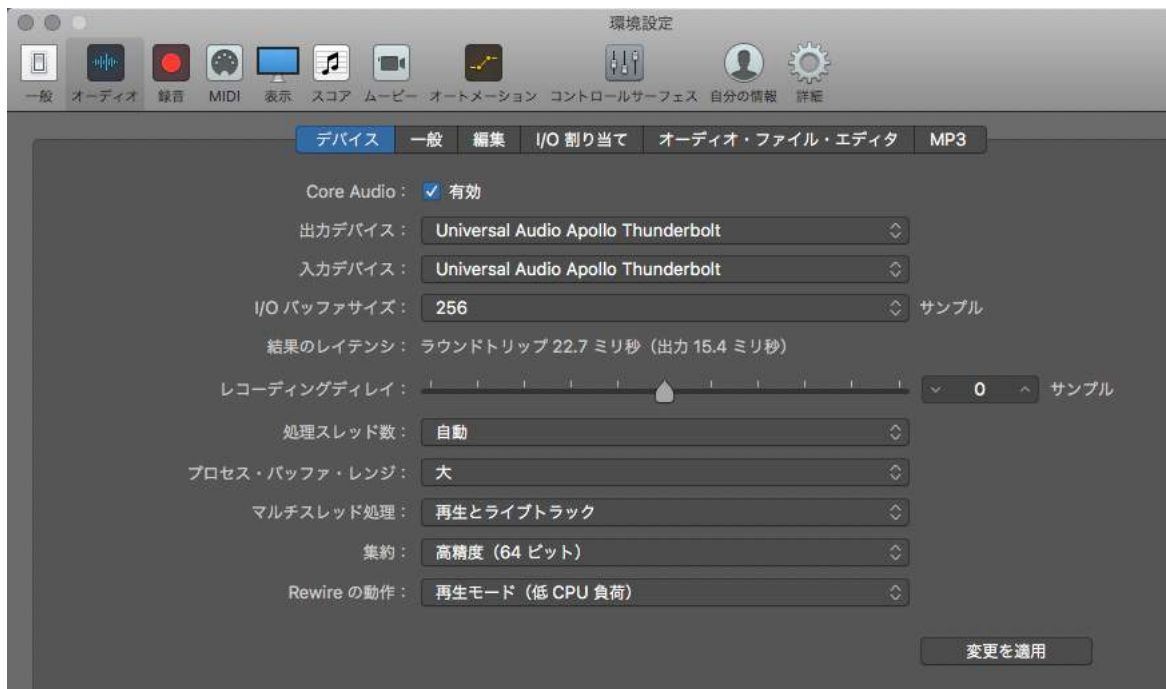 環境設定
一般 オーディオ 録音 MIDI 表示 スコア ムービー オートメーション コントロールサーフェス 自分の情報 詳細
デバイス 一般 編集 I/O 割り当て オーディオ・ファイル・エディタ MP3
Core Audio： 有効
出力デバイス： Universal Audio Apollo Thunderbolt
入力デバイス： Universal Audio Apollo Thunderbolt
I/O バッファサイズ： 256 サンプル
結果のレイテンシ： ラウンドトリップ 22.7 ミリ秒（出力 15.4 ミリ秒）
レコーディングディレイ： 0 サンプル
処理スレッド数： 自動
プロセス・バッファ・レンジ： 大
マルチスレッド処理： 再生とライブトラック
集約： 高精度（64 ビット）
Rewire の動作： 再生モード（低 CPU 負荷）
変更を適用